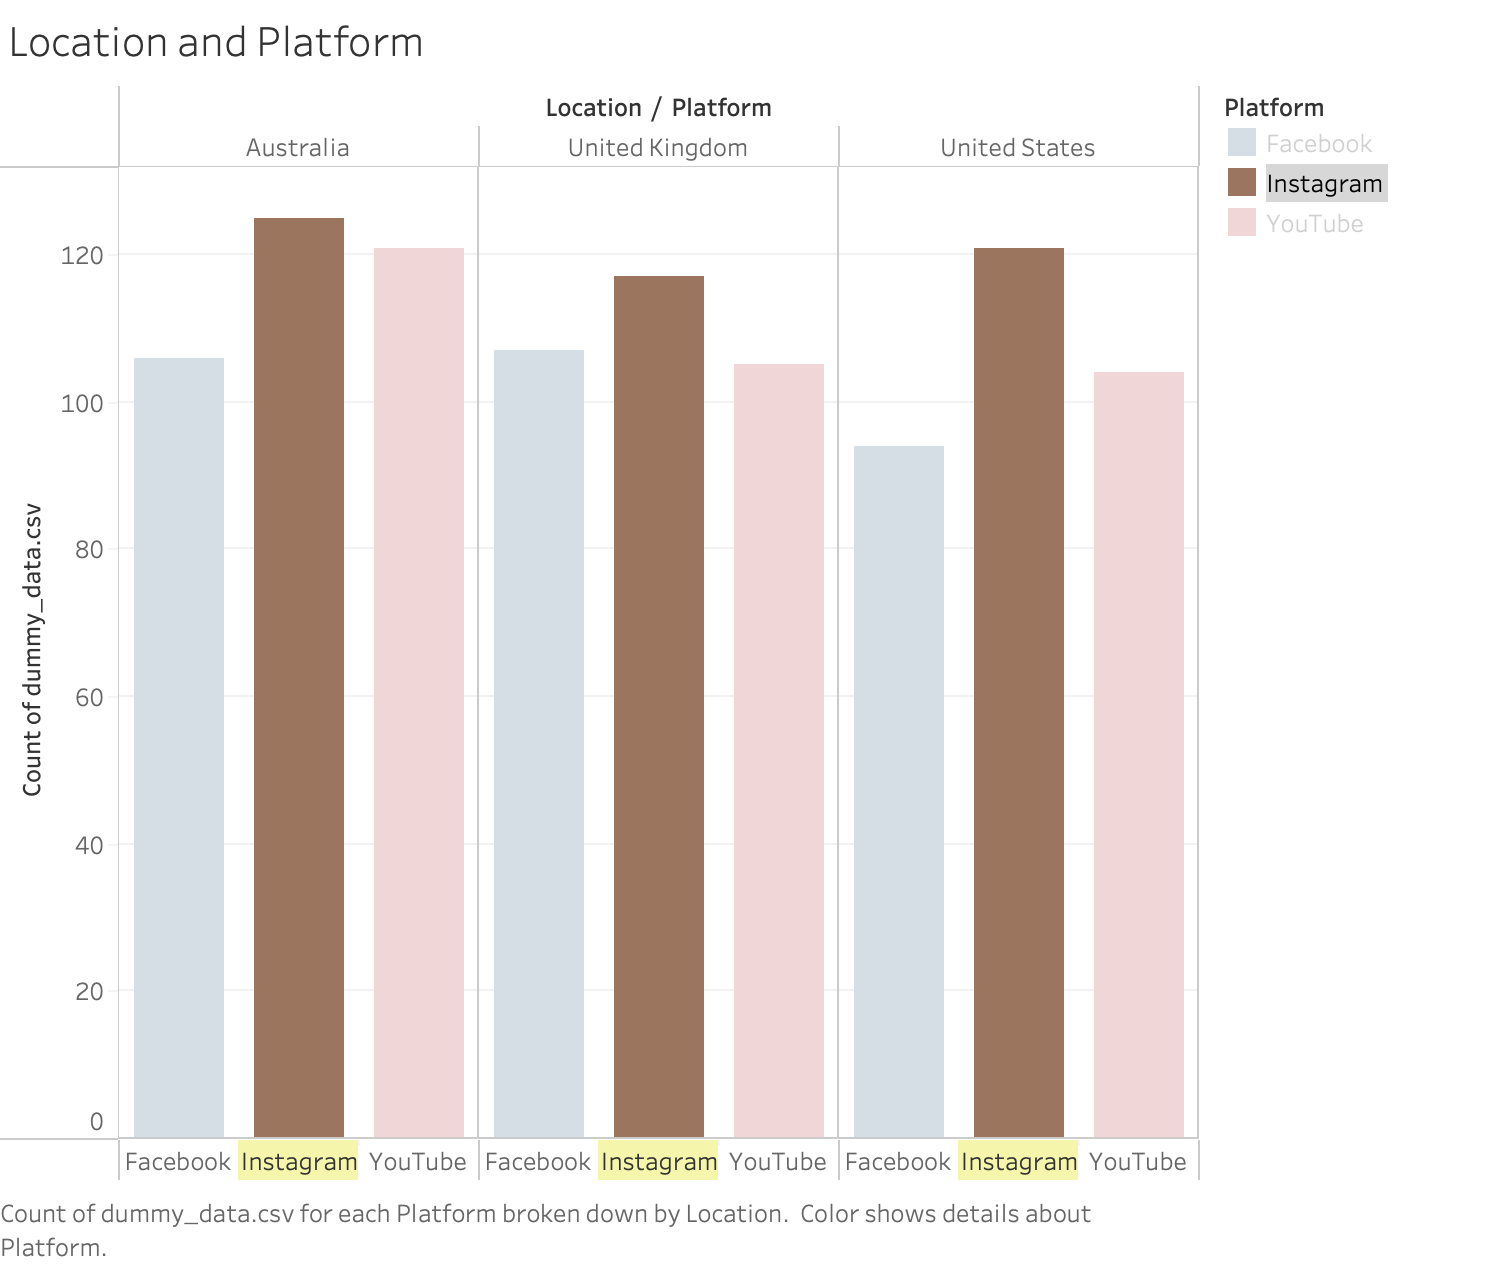 Location and Platform
Location / Platform
Australia United Kingdom United States
Platform
Facebook
Instagram
YouTube
Count of dummy_data.csv
120
100
80
60
40
20
0
Facebook Instagram YouTube Facebook Instagram YouTube Facebook Instagram YouTube
Count of dummy_data.csv for each Platform broken down by Location.  Color shows details about
Platform.